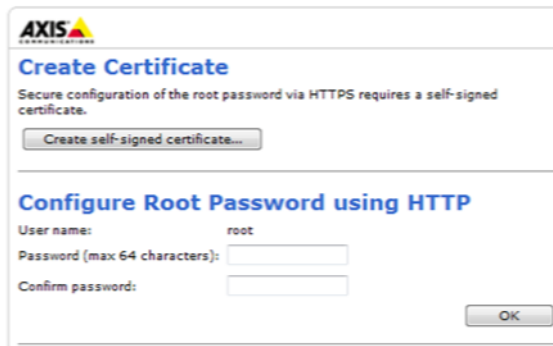 AXIS
COMMUNICATIONS
Create Certificate
Secure configuration of the root password via HTTPS requires a self-signed
certificate.
Create self-signed certificate...
Configure Root Password using HTTP
User name: root
Password (max 64 characters):
Confirm password:
OK